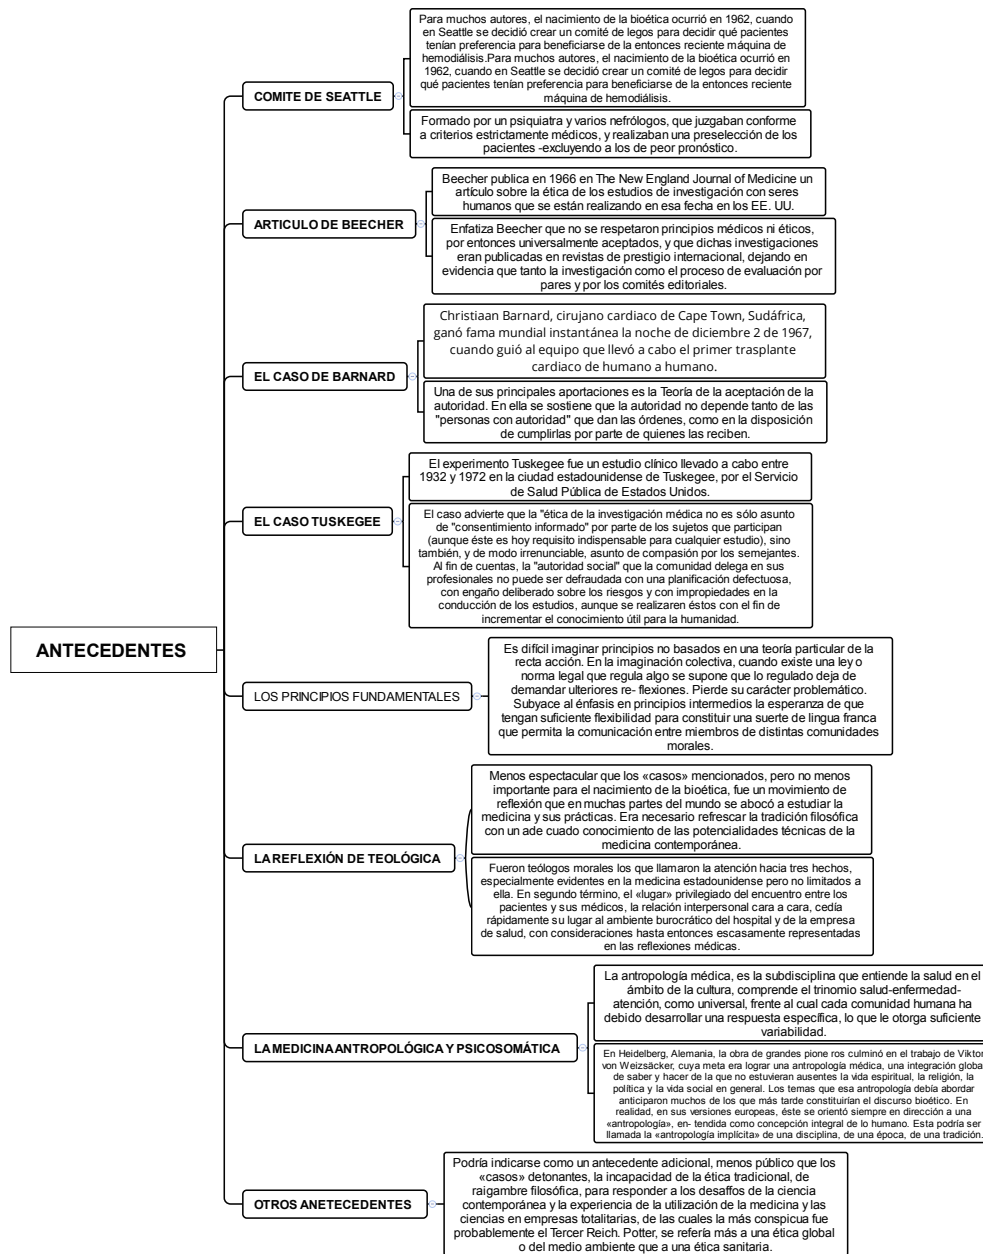 ANTECEDENTES
COMITE DE SEATTLE
Para muchos autores, el nacimiento de la bioética ocurrió en 1962, cuando
en Seattle se decidió crear un comité de legos para decidir qué pacientes
tenían preferencia para beneficiarse de la entonces reciente máquina de
hemodiálisis.Para muchos autores, el nacimiento de la bioética ocurrió en
1962, cuando en Seattle se decidió crear un comité de legos para decidir
qué pacientes tenían preferencia para beneficiarse de la entonces reciente
máquina de hemodiálisis.
Formado por un psiquiatra y varios nefrólogos, que juzgaban conforme
a criterios estrictamente médicos, y realizaban una preselección de los
pacientes -excluyendo a los de peor pronóstico.
ARTICULO DE BEECHER
Beecher publica en 1966 en The New England Journal of Medicine un
artículo sobre la ética de los estudios de investigación con seres
humanos que se están realizando en esa fecha en los EE. UU.
Enfatiza Beecher que no se respetaron principios médicos ni éticos,
por entonces universalmente aceptados, y que dichas investigaciones
eran publicadas en revistas de prestigio internacional, dejando en
evidencia que tanto la investigación como el proceso de evaluación por
pares y por los comités editoriales.
EL CASO DE BARNARD
Christiaan Barnard, cirujano cardiaco de Cape Town, Sudáfrica,
ganó fama mundial instantánea la noche de diciembre 2 de 1967,
cuando guió al equipo que llevó a cabo el primer trasplante
cardiaco de humano a humano.
Una de sus principales aportaciones es la Teoría de la aceptación de la
autoridad. En ella se sostiene que la autoridad no depende tanto de las
"personas con autoridad" que dan las órdenes, como en la disposición
de cumplirlas por parte de quienes las reciben.
EL CASO TUSKEGEE
El experimento Tuskegee fue un estudio clínico llevado a cabo entre
1932 y 1972 en la ciudad estadounidense de Tuskegee, por el Servicio
de Salud Pública de Estados Unidos.
El caso advierte que la "ética de la investigación médica no es sólo asunto
de "consentimiento informado" por parte de los sujetos que participan
(aunque éste es hoy requisito indispensable para cualquier estudio), sino
también, y de modo irrenunciable, asunto de compasión por los semejantes.
Al fin de cuentas, la "autoridad social" que la comunidad delega en sus
profesionales no puede ser defraudada con una planificación defectuosa,
con engaño deliberado sobre los riesgos y con impropiedades en la
conducción de los estudios, aunque se realizaren éstos con el fin de
incrementar el conocimiento útil para la humanidad.
LOS PRINCIPIOS FUNDAMENTALES
Es difícil imaginar principios no basados en una teoría particular de la
recta acción. En la imaginación colectiva, cuando existe una ley o
norma legal que regula algo se supone que lo regulado deja de
demandar ulteriores re- flexiones. Pierde su carácter problemático.
Subyace al énfasis en principios intermedios la esperanza de que
tengan suficiente flexibilidad para constituir una suerte de lingua franca
que permita la comunicación entre miembros de distintas comunidades
morales.
LA REFLEXIÓN DE TEOLÓGICA
Menos espectacular que los «casos» mencionados, pero no menos
importante para el nacimiento de la bioética, fue un movimiento de
reflexión que en muchas partes del mundo se abocó a estudiar la
medicina y sus prácticas. Era necesario refrescar la tradición filosófica
con un ade cuado conocimiento de las potencialidades técnicas de la
medicina contemporánea.
Fueron teólogos morales los que llamaron la atención hacia tres hechos,
especialmente evidentes en la medicina estadounidense pero no limitados a
ella. En segundo término, el «lugar» privilegiado del encuentro entre los
pacientes y sus médicos, la relación interpersonal cara a cara, cedía
rápidamente su lugar al ambiente burocrático del hospital y de la empresa
de salud, con consideraciones hasta entonces escasamente representadas
en las reflexiones médicas.
LA MEDICINA ANTROPOLÓGICA Y PSICOSOMÁTICA
La antropología médica, es la subdisciplina que entiende la salud en el
ámbito de la cultura, comprende el trinomio salud-enfermedad-
atención, como universal, frente al cual cada comunidad humana ha
debido desarrollar una respuesta específica, lo que le otorga suficiente
variabilidad.
En Heidelberg, Alemania, la obra de grandes pione ros culminó en el trabajo de Viktor
von Weizsäcker, cuya meta era lograr una antropología médica, una integración global
de saber y hacer de la que no estuvieran ausentes la vida espiritual, la religión, la
política y la vida social en general. Los temas que esa antropología debía abordar
anticiparon muchos de los que más tarde constituirían el discurso bioético. En
realidad, en sus versiones europeas, éste se orientó siempre en dirección a una
«antropología», en- tendida como concepción integral de lo humano. Esta podría ser
llamada la «antropología implícita» de una disciplina, de una época, de una tradición.
OTROS ANETECEDENTES
Podría indicarse como un antecedente adicional, menos público que los
«casos» detonantes, la incapacidad de la ética tradicional, de
raigambre filosófica, para responder a los desaffos de la ciencia
contemporánea y la experiencia de la utilización de la medicina y las
ciencias en empresas totalitarias, de las cuales la más conspicua fue
probablemente el Tercer Reich. Potter, se refería más a una ética global
o del medio ambiente que a una ética sanitaria.